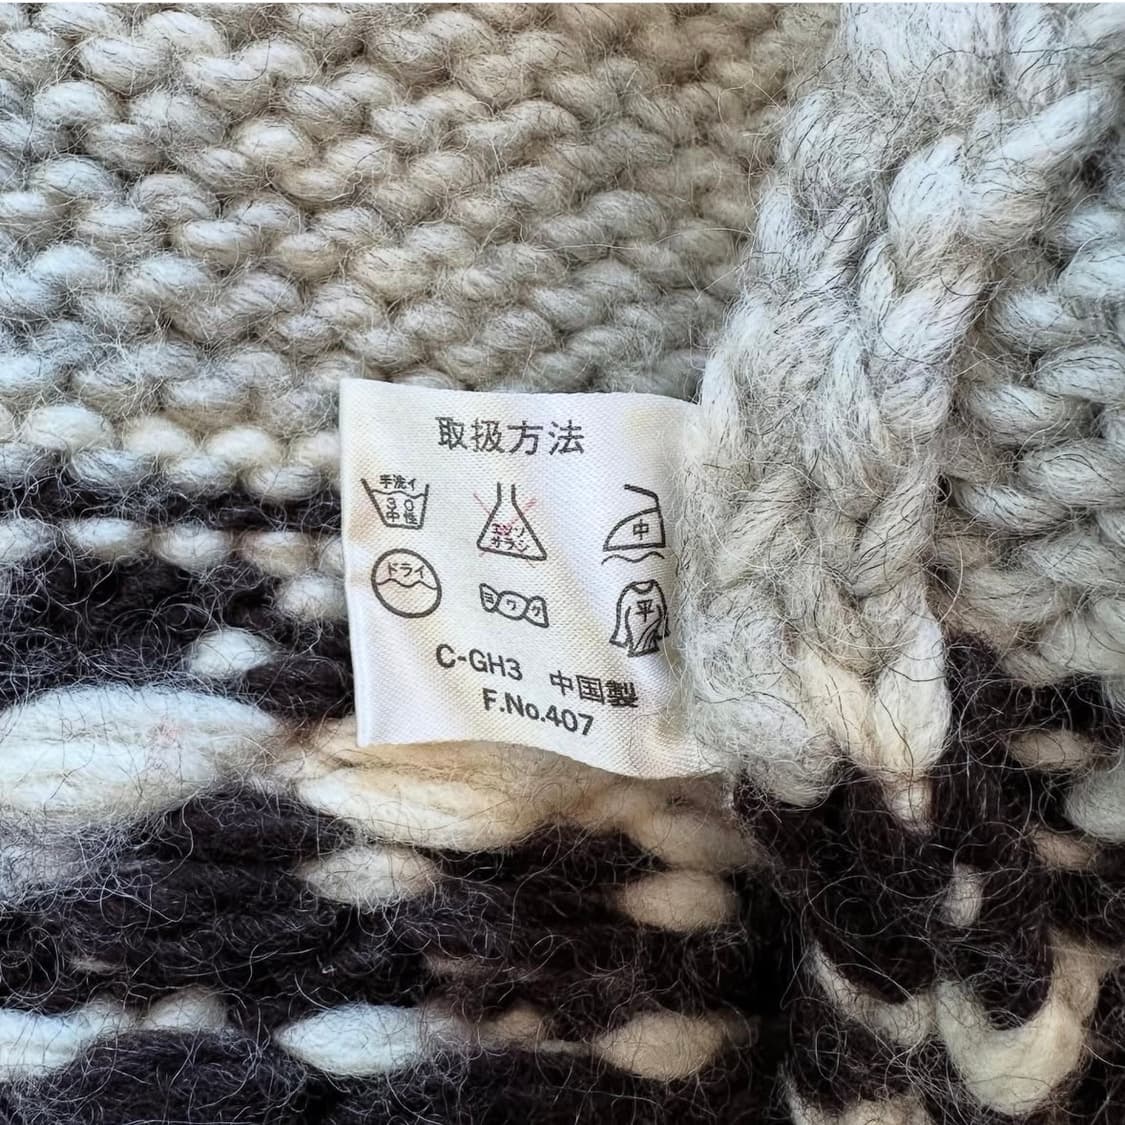 取扱方法
手洗イ
30
中性
エンソ
サラシ
中
ドライ
ヨワク
平
C-GH3 中国製
F.No.407